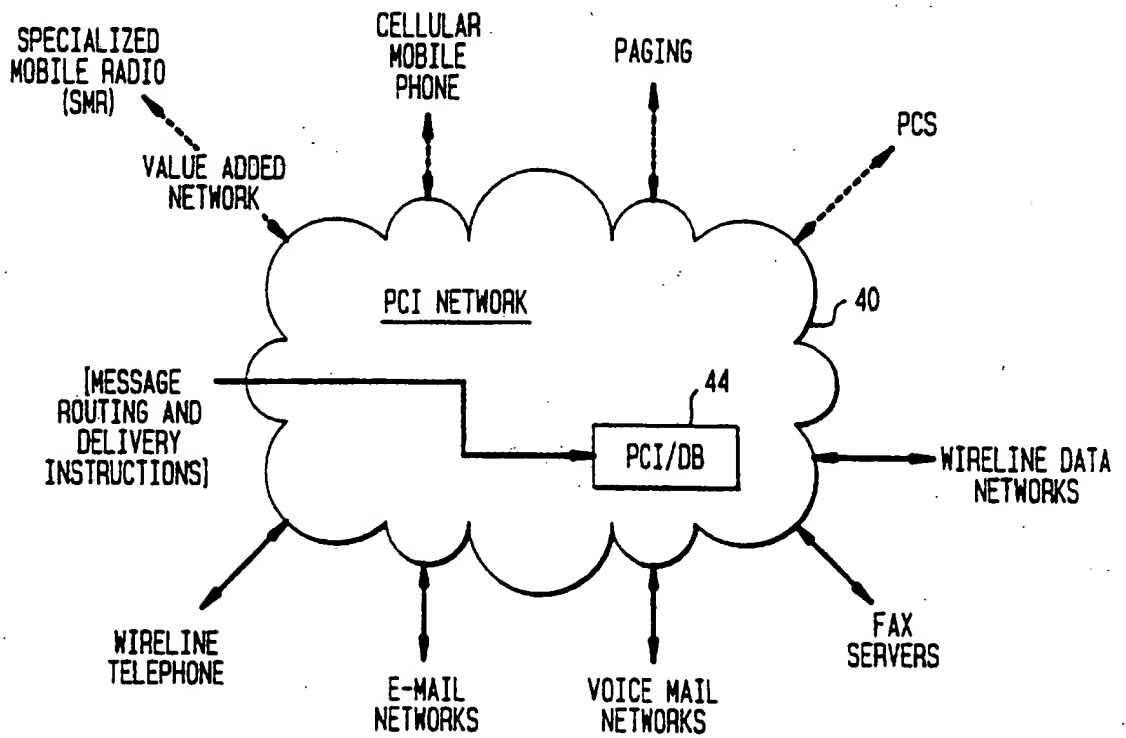 SPECIALIZED
MOBILE RADIO
(SMR)
CELLULAR
MOBILE
PHONE
PAGING
PCS
VALUE ADDED
NETWORK
PCI NETWORK
40
[MESSAGE
ROUTING AND
DELIVERY
INSTRUCTIONS]
44
PCI/DB
WIRELINE DATA
NETWORKS
WIRELINE
TELEPHONE
E-MAIL
NETWORKS
VOICE MAIL
NETWORKS
FAX
SERVERS